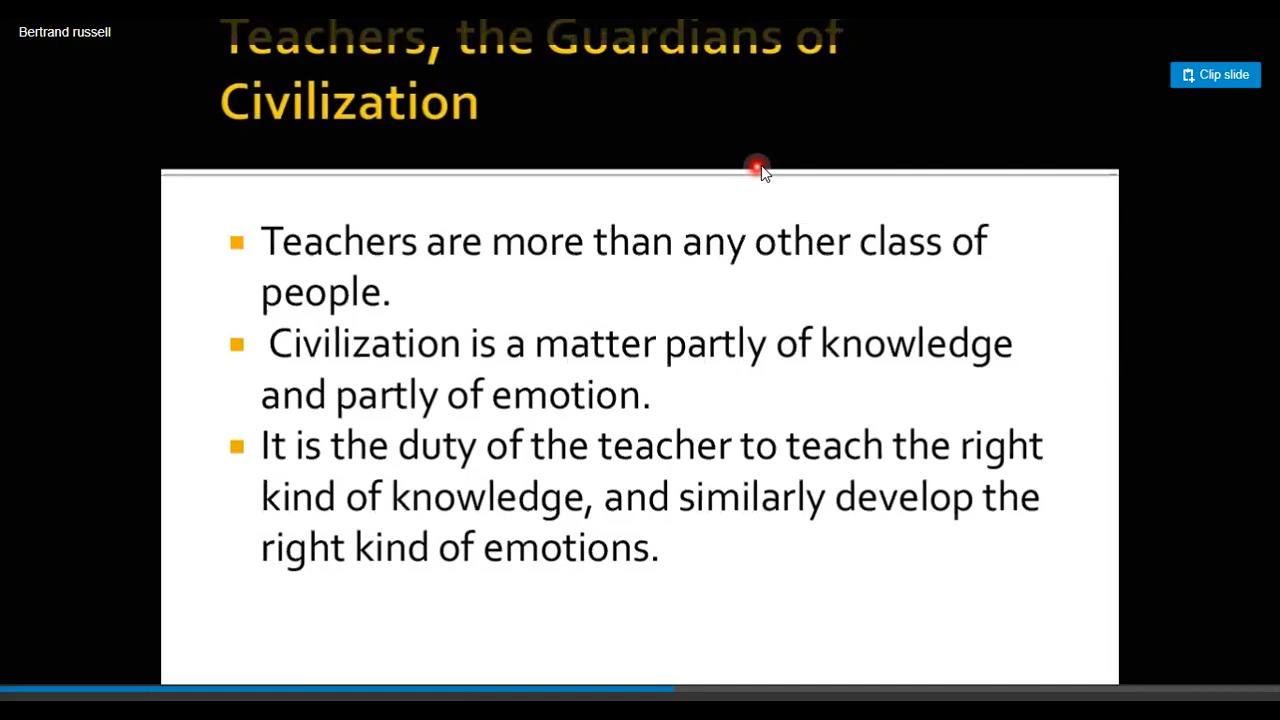 Bertrand russell
Teachers, the Guardians of
Civilization
Clip slide
Teachers are more than any other class of
people.
Civilization is a matter partly of knowledge
and partly of emotion.
It is the duty of the teacher to teach the right
kind of knowledge, and similarly develop the
right kind of emotions.